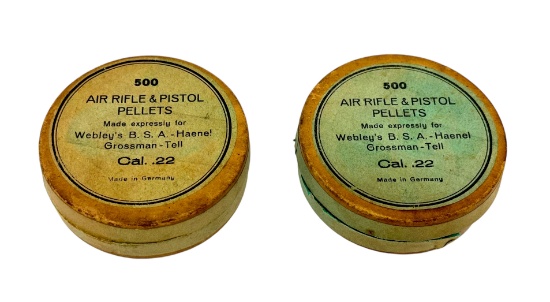 500
AIR RIFLE & PISTOL
PELLETS
Made expressly for
Webley's B. S. A. - Haenel
Grossman - Tell
Cal. .22
Made in Germany
500
AIR RIFLE & PISTOL
PELLETS
Made expressly for
Webley's B. S. A. - Haenel
Grossman - Tell
Cal. .22
Made in Germany